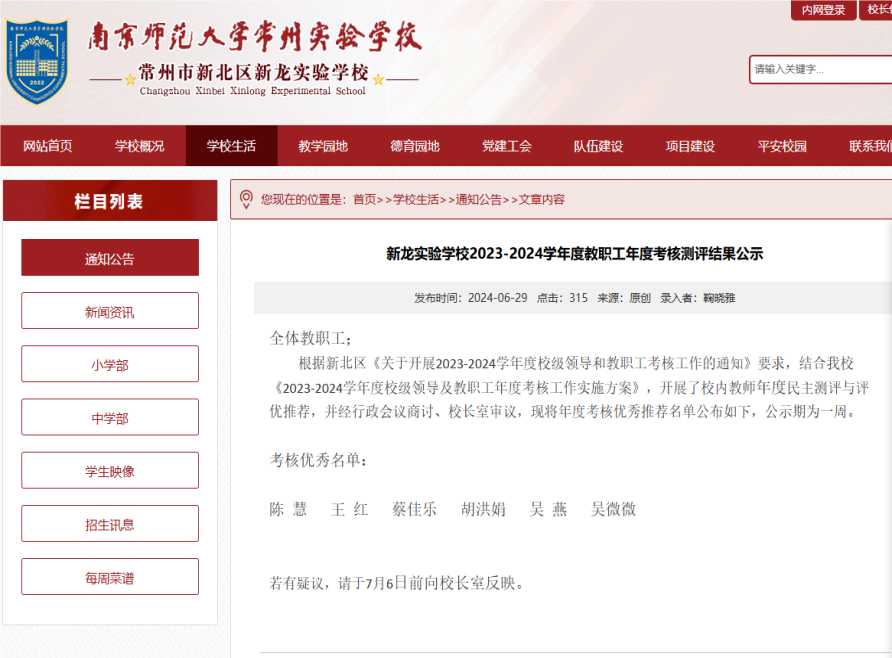 内网登录
南京师范大学常州实验学校
常州市新北区新龙实验学校
Changzhou Xinbei Xinlong Experimental School
请输入关键字...
网站首页 学校概况 学校生活 教学园地 德育园地 党建工会 队伍建设 项目建设 平安校园 联系我们
栏目列表
通知公告
新闻资讯
小学部
中学部
学生映像
招生讯息
每周菜谱
您现在的位置是：首页>>学校生活>>通知公告>>文章内容
新龙实验学校2023-2024学年度教职工年度考核测评结果公示
发布时间：2024-06-29 点击：315 来源：原创 录入者：鞠晓雅
全体教职工；
根据新北区《关于开展2023-2024学年度校级领导和教职工考核工作的通知》要求，结合我校
《2023-2024学年度校级领导及教职工年度考核工作实施方案》，开展了校内教师年度民主测评与评
优推荐，并经行政会议商讨、校长室审议，现将年度考核优秀推荐名单公布如下，公示期为一周。
考核优秀名单：
陈 慧 王 红 蔡佳乐 胡洪娟 吴 燕 吴微微
若有疑议，请于7月6日前向校长室反映。